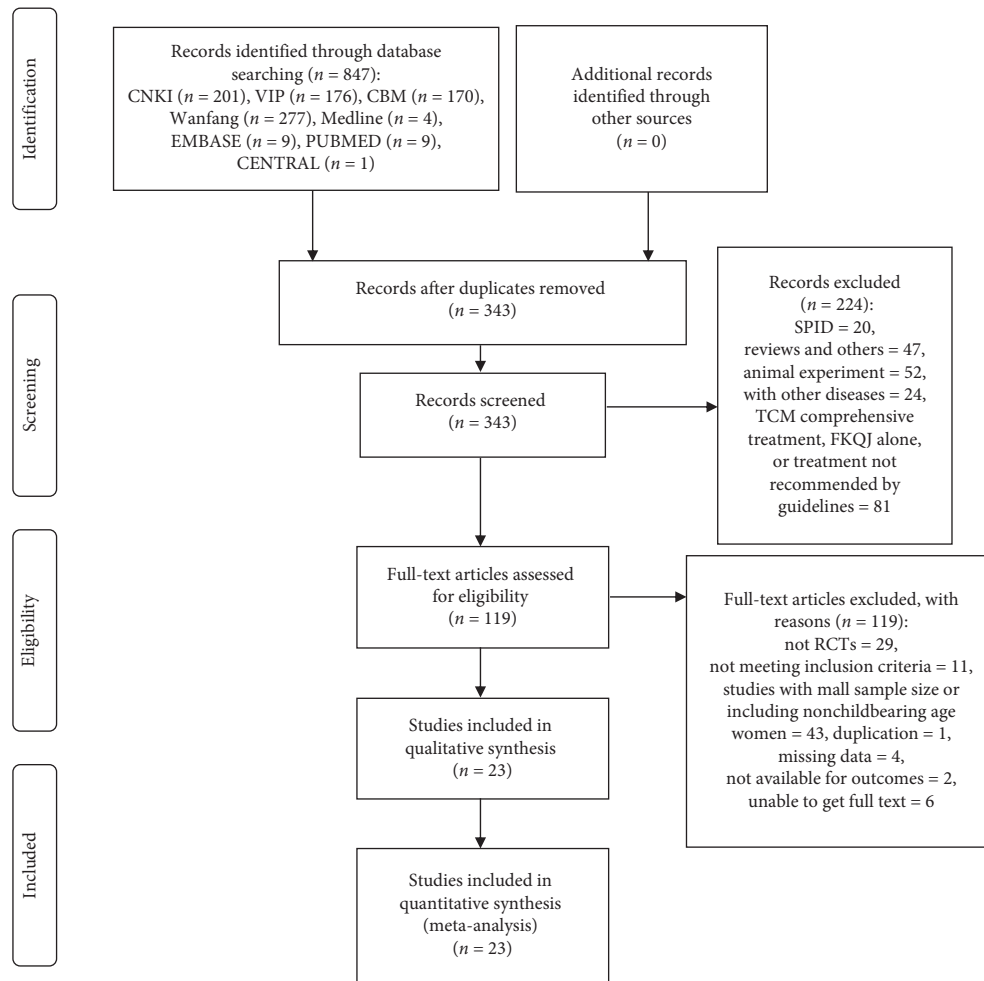 Identification
Records identified through database
searching (n = 847):
CNKI (n = 201), VIP (n = 176), CBM (n = 170),
Wanfang (n = 277), Medline (n = 4),
EMBASE (n = 9), PUBMED (n = 9),
CENTRAL (n = 1)
Additional records
identified through
other sources
(n = 0)
Screening
Records after duplicates removed
(n = 343)
Records screened
(n = 343)
Records excluded
(n = 224):
SPID = 20,
reviews and others = 47,
animal experiment = 52,
with other diseases = 24,
TCM comprehensive
treatment, FKQJ alone,
or treatment not
recommended by
guidelines = 81
Eligibility
Full-text articles assessed
for eligibility
(n = 119)
Full-text articles excluded, with
reasons (n = 119):
not RCTs = 29,
not meeting inclusion criteria = 11,
studies with mall sample size or
including nonchildbearing age
women = 43, duplication = 1,
missing data = 4,
not available for outcomes = 2,
unable to get full text = 6
Studies included in
qualitative synthesis
(n = 23)
Included
Studies included in
quantitative synthesis
(meta-analysis)
(n = 23)